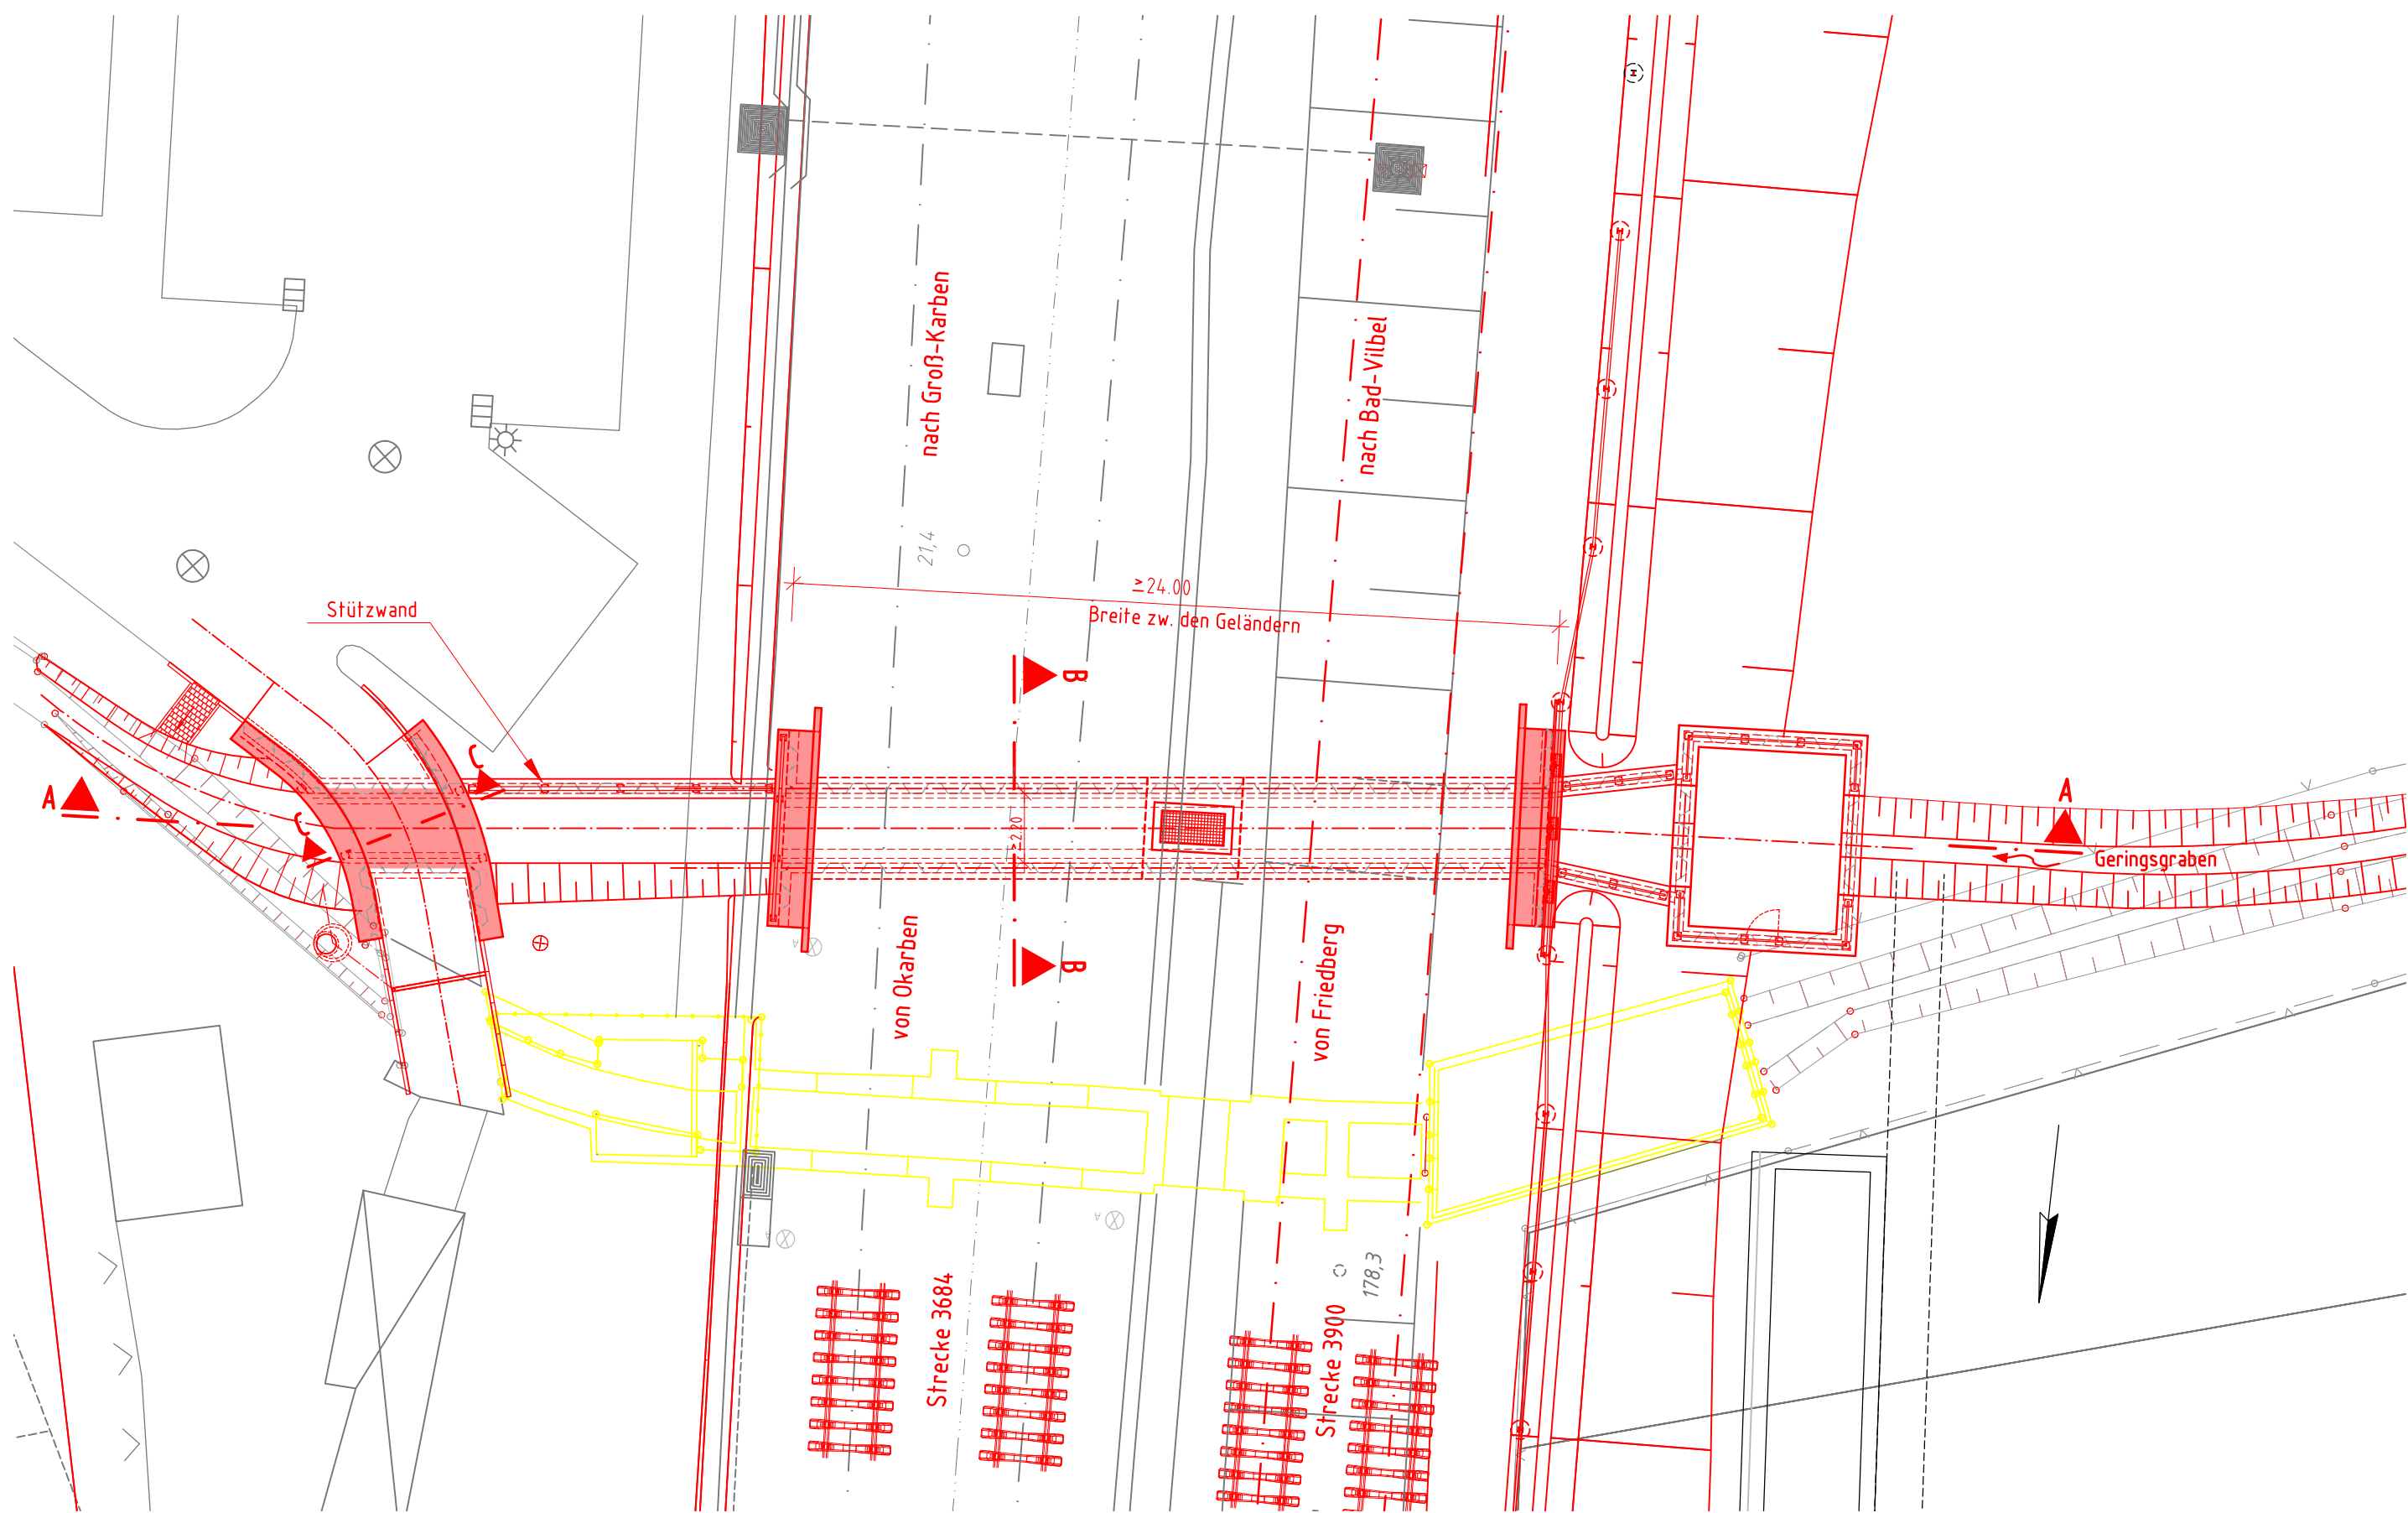 nach Groß-Karben
nach Bad-Vilbel
21,4
≥24.00
Breite zw. den Geländern
Stützwand
B
C
A
A
2.20
C
Geringsgraben
von Okarben
B
von Friedberg
A
A
A
178,3
Strecke 3684
Strecke 3900